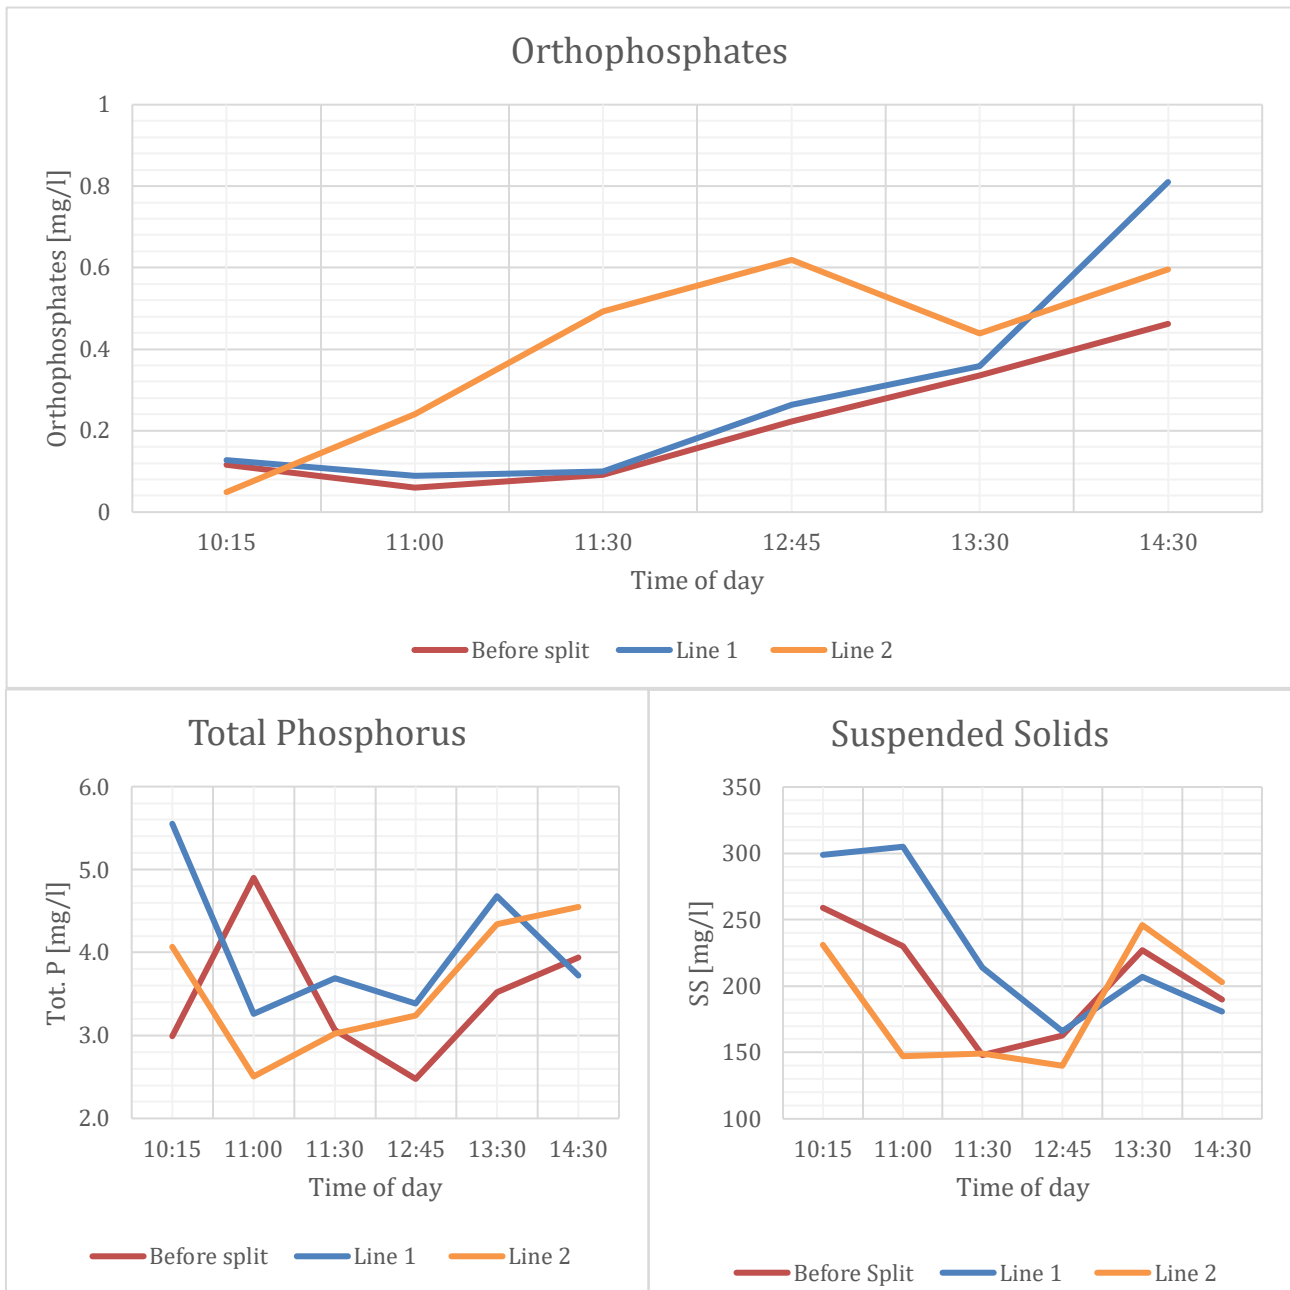 Orthophosphates
1
0.8
0.6
0.4
0.2
0
Orthophosphates [mg/l]
10:15 11:00 11:30 12:45 13:30 14:30
Time of day
Before split Line 1 Line 2
Total Phosphorus
6.0
5.0
4.0
3.0
2.0
Tot. P [mg/l]
10:15 11:00 11:30 12:45 13:30 14:30
Time of day
Before split Line 1 Line 2
Suspended Solids
350
300
250
200
150
100
SS [mg/l]
10:15 11:00 11:30 12:45 13:30 14:30
Time of day
Before Split Line 1 Line 2